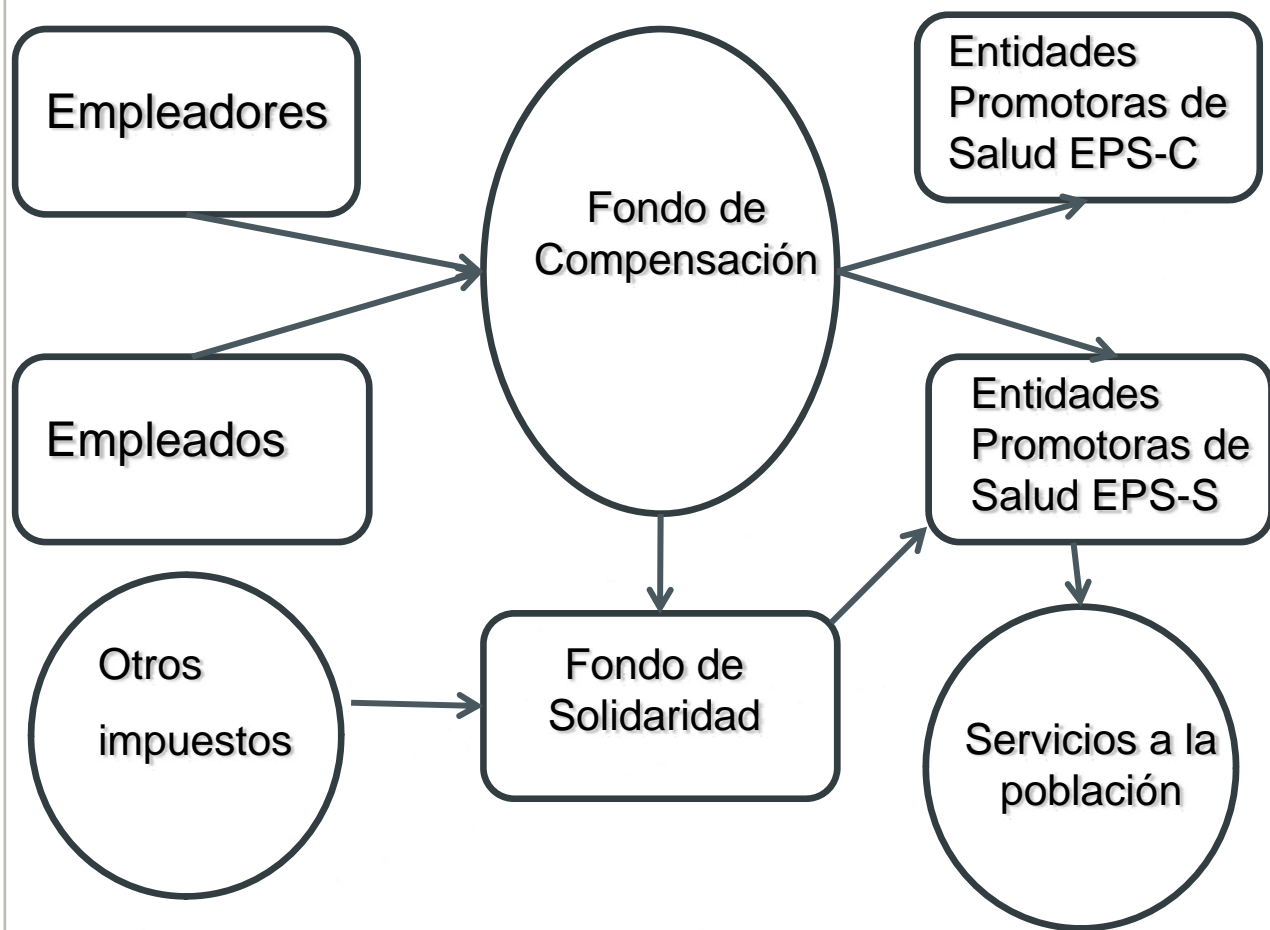 Empleadores
Fondo de
Compensación
Entidades
Promotoras de
Salud EPS-C
Empleados
Entidades
Promotoras de
Salud EPS-S
Otros
impuestos
Fondo de
Solidaridad
Servicios a la
población